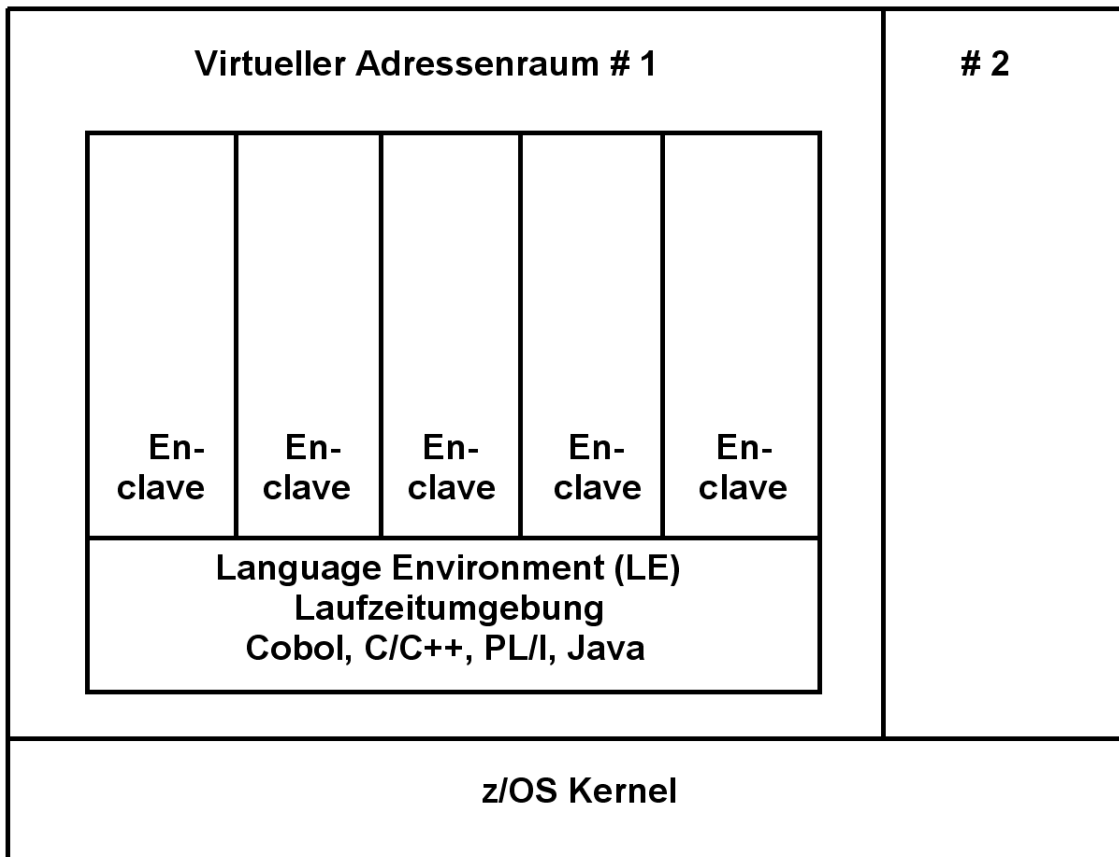 Virtueller Adressenraum # 1
# 2
En-
clave
En-
clave
En-
clave
En-
clave
En-
clave
Language Environment (LE)
Laufzeitumgebung
Cobol, C/C++, PL/I, Java
z/OS Kernel